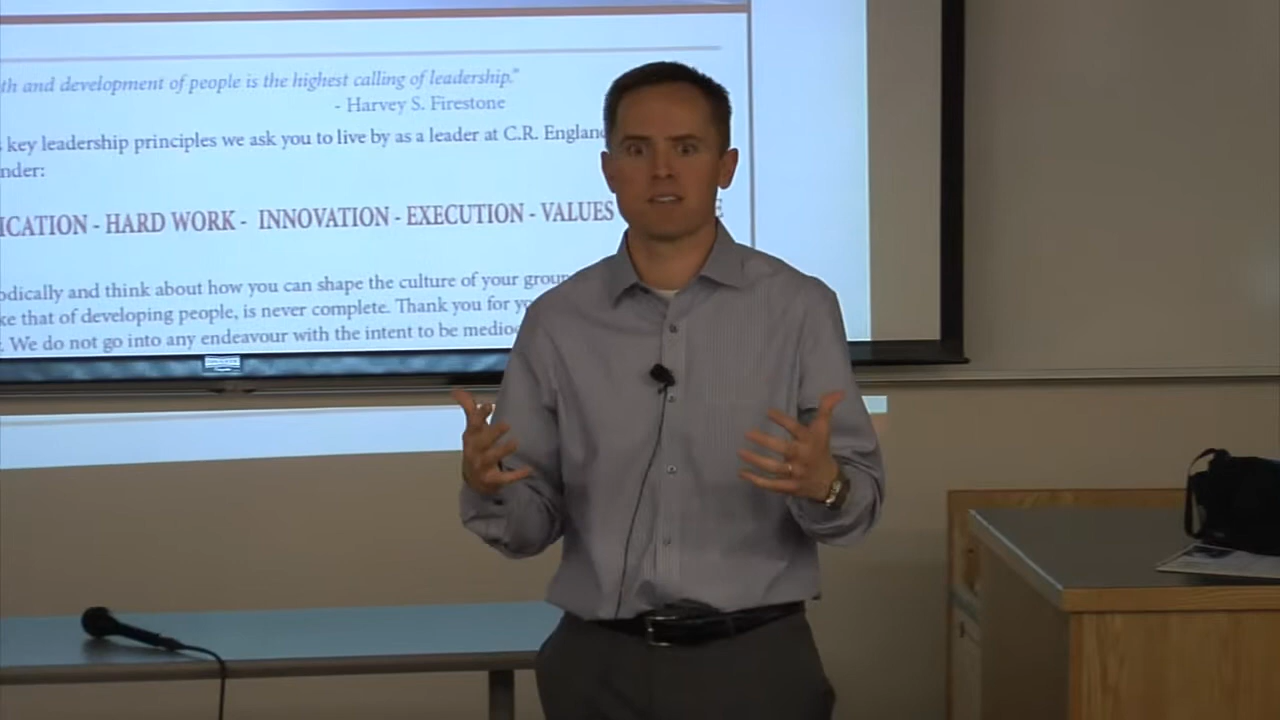 th and development of people is the highest calling of leadership."
- Harvey S. Firestone
key leadership principles we ask you to live by as a leader at C.R. England
nder:
ICATION - HARD WORK - INNOVATION - EXECUTION - VALUES E
odically and think about how you can shape the culture of your group
ke that of developing people, is never complete. Thank you for yo
. We do not go into any endeavour with the intent to be medioc